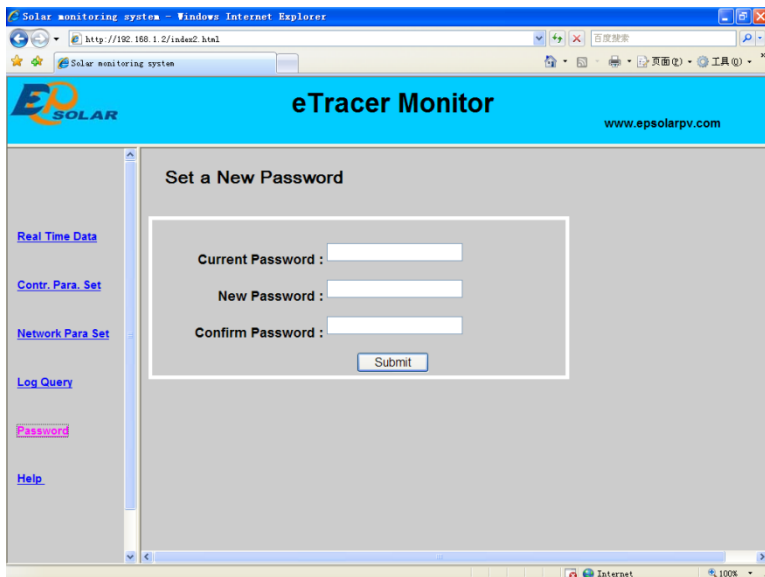 Solar monitoring system - Windows Internet Explorer
http://192.168.1.2/index2.html
百度搜索
Solar monitoring system
页面(P)
工具(O)
EP SOLAR
eTracer Monitor
www.epsolarpv.com
Set a New Password
Real Time Data
Current Password :
Contr. Para. Set
New Password :
Network Para Set
Confirm Password :
Submit
Log Query
Password
Help
Internet
100%